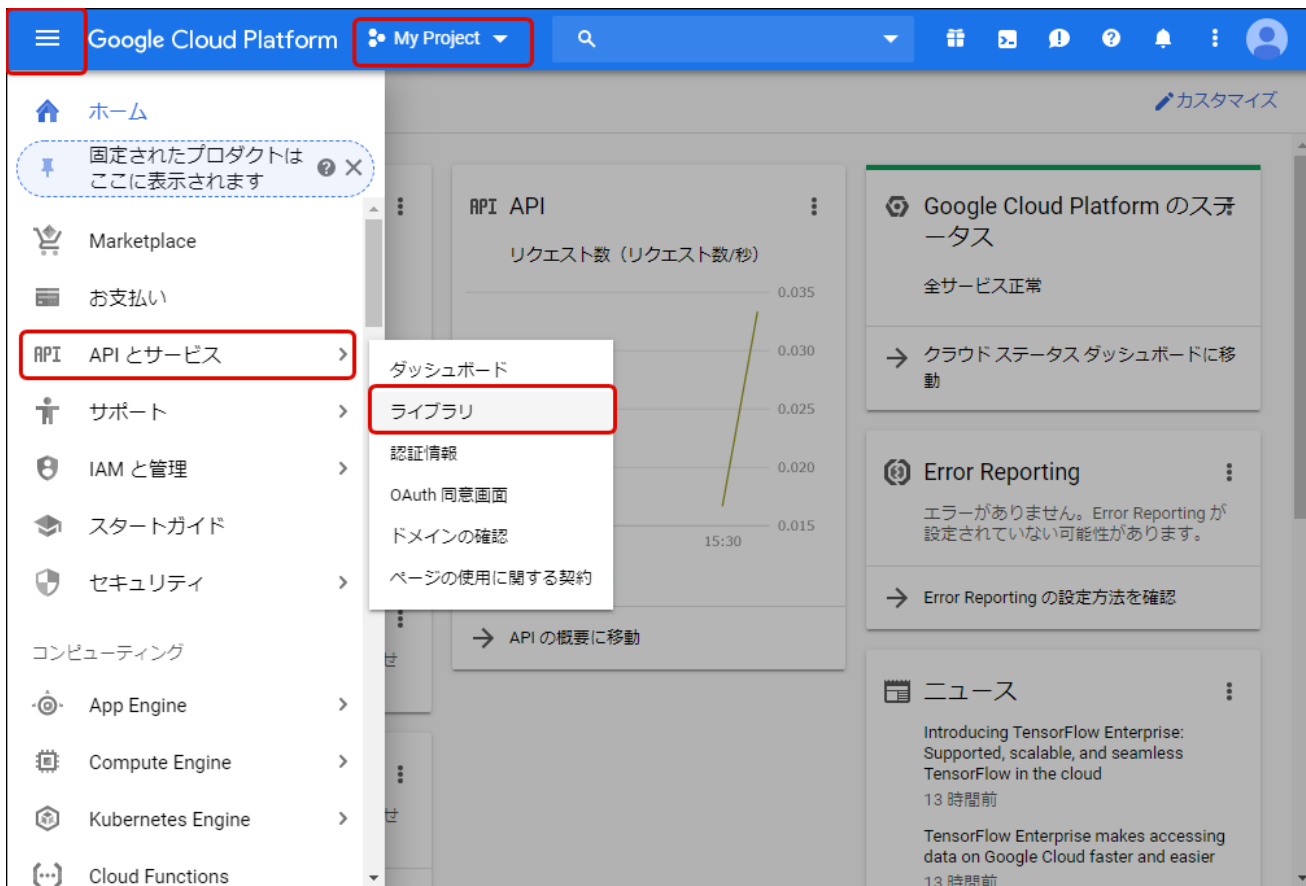 Google Cloud Platform
My Project
カスタマイズ
ホーム
固定されたプロダクトは
ここに表示されます
Marketplace
お支払い
API API とサービス
サポート
IAM と管理
スタートガイド
セキュリティ
コンピューティング
App Engine
Compute Engine
Kubernetes Engine
Cloud Functions
ダッシュボード
ライブラリ
認証情報
OAuth 同意画面
ドメインの確認
ページの使用に関する契約
API API
リクエスト数（リクエスト数/秒）
0.035
0.030
0.025
0.020
0.015
15:30
API の概要に移動
せ
せ
Google Cloud Platform のステ
ータス
全サービス正常
クラウド ステータス ダッシュボードに移
動
Error Reporting
エラーがありません。Error Reporting が
設定されていない可能性があります。
Error Reporting の設定方法を確認
ニュース
Introducing TensorFlow Enterprise:
Supported, scalable, and seamless
TensorFlow in the cloud
13 時間前
TensorFlow Enterprise makes accessing
data on Google Cloud faster and easier
13 時間前